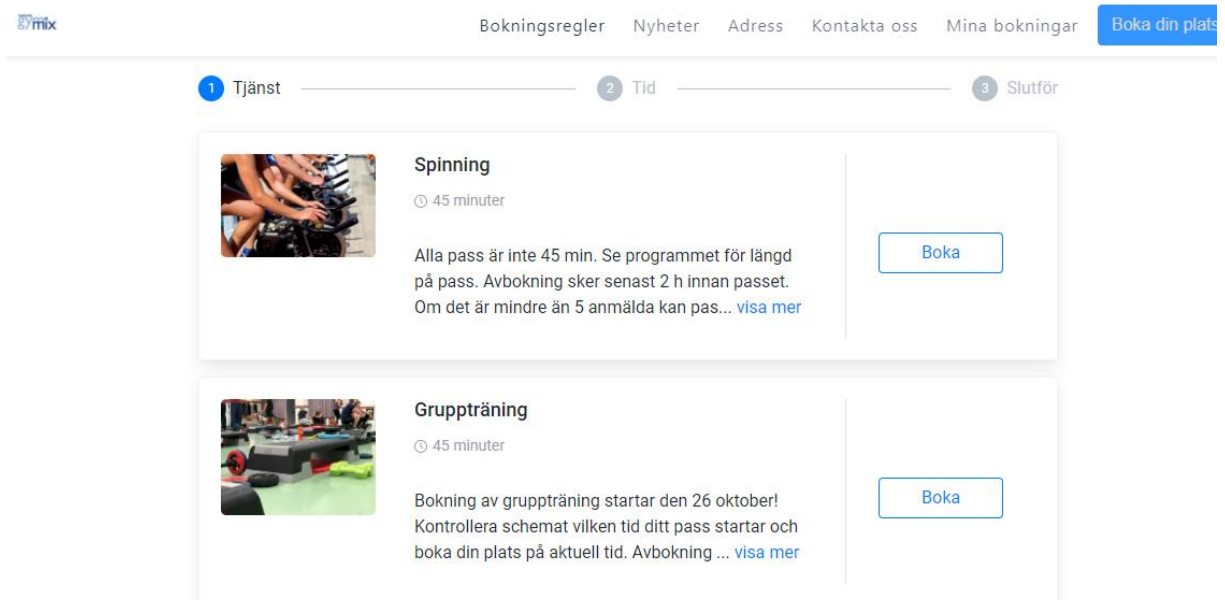 gymix
Bokningsregler Nyheter Adress Kontakta oss Mina bokningar Boka din plats
1 Tjänst 2 Tid 3 Slutför
Spinning
45 minuter
Alla pass är inte 45 min. Se programmet för längd
på pass. Avbokning sker senast 2 h innan passet.
Om det är mindre än 5 anmälda kan pas... visa mer
Boka
Gruppträning
45 minuter
Bokning av gruppträning startar den 26 oktober!
Kontrollera schemat vilken tid ditt pass startar och
boka din plats på aktuell tid. Avbokning ... visa mer
Boka